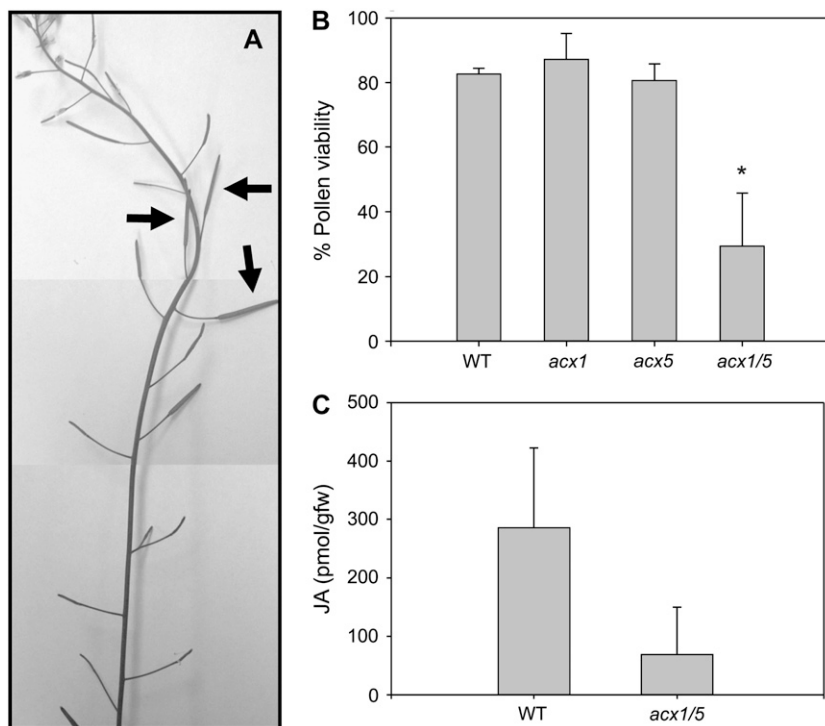 A
B
100
80
60
40
20
0
% Pollen viability
*
WT acx1 acx5 acx1/5
C
500
400
300
200
100
0
JA (pmol/gfw)
WT acx1/5